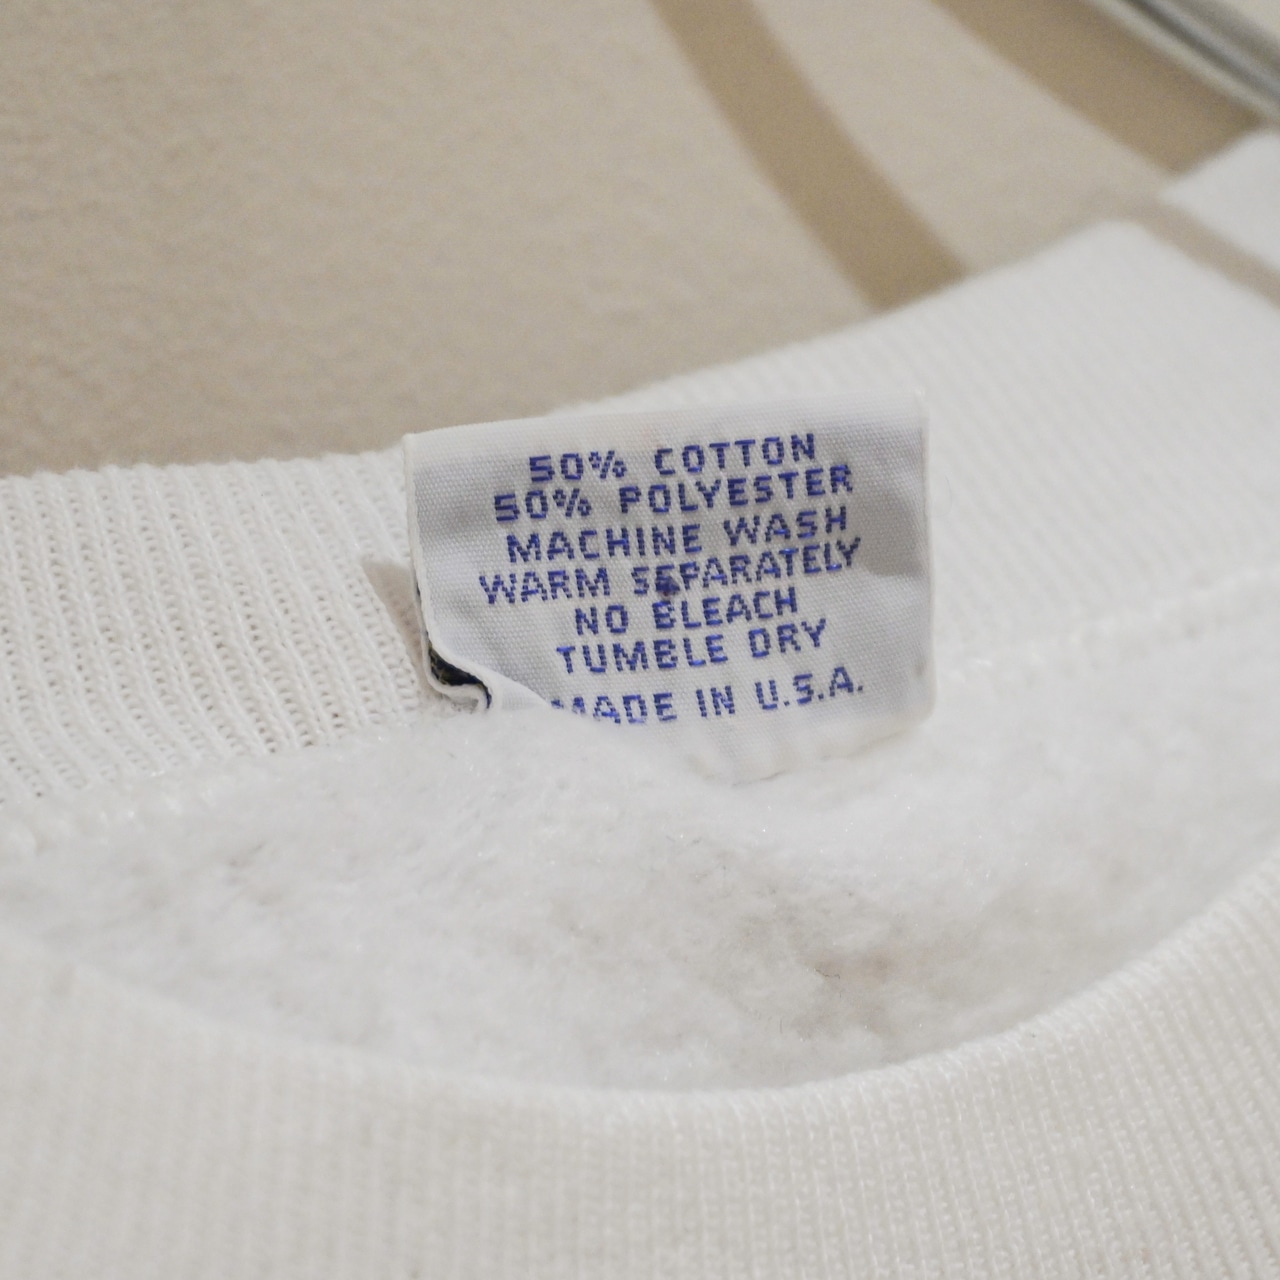 50% COTTON
50% POLYESTER
MACHINE WASH
WARM SEPARATELY
NO BLEACH
TUMBLE DRY
MADE IN U.S.A.